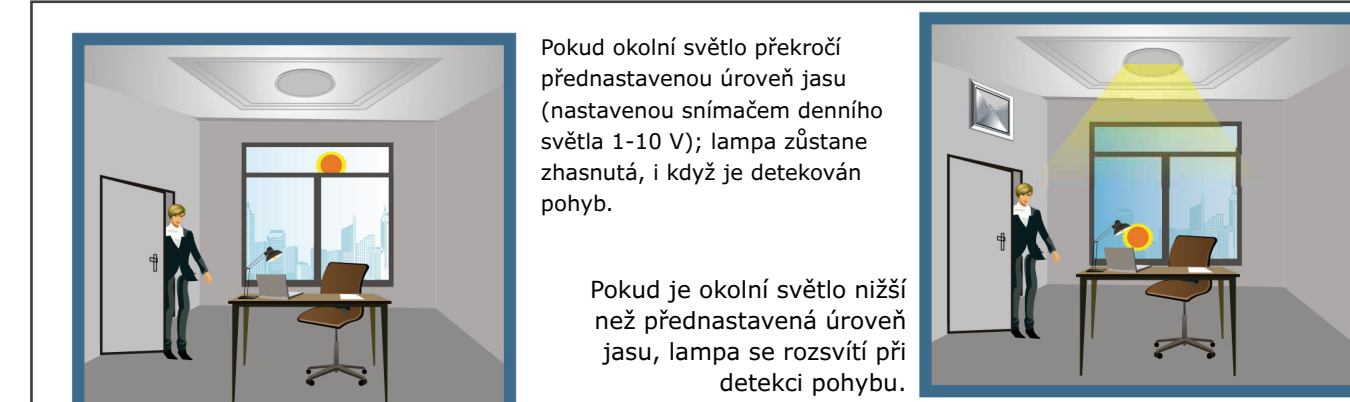 Pokud okolní světlo překročí
přednastavenou úroveň jasu
(nastavenou snímačem denního
světla 1-10 V); lampa zůstane
zhasnutá, i když je detekován
pohyb.
Pokud je okolní světlo nižší
než přednastavená úroveň
jasu, lampa se rozsvítí při
detekci pohybu.